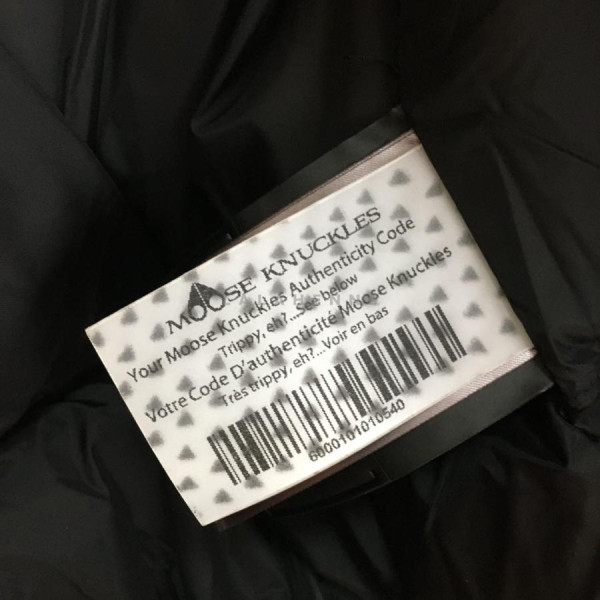 MOOSE KNUCKLES
Your Moose Knuckles Authenticity Code
Trippy, eh?...See below
Votre Code D'authenticité Moose Knuckles
Très trippy, eh?...Voir en bas
6000101010540